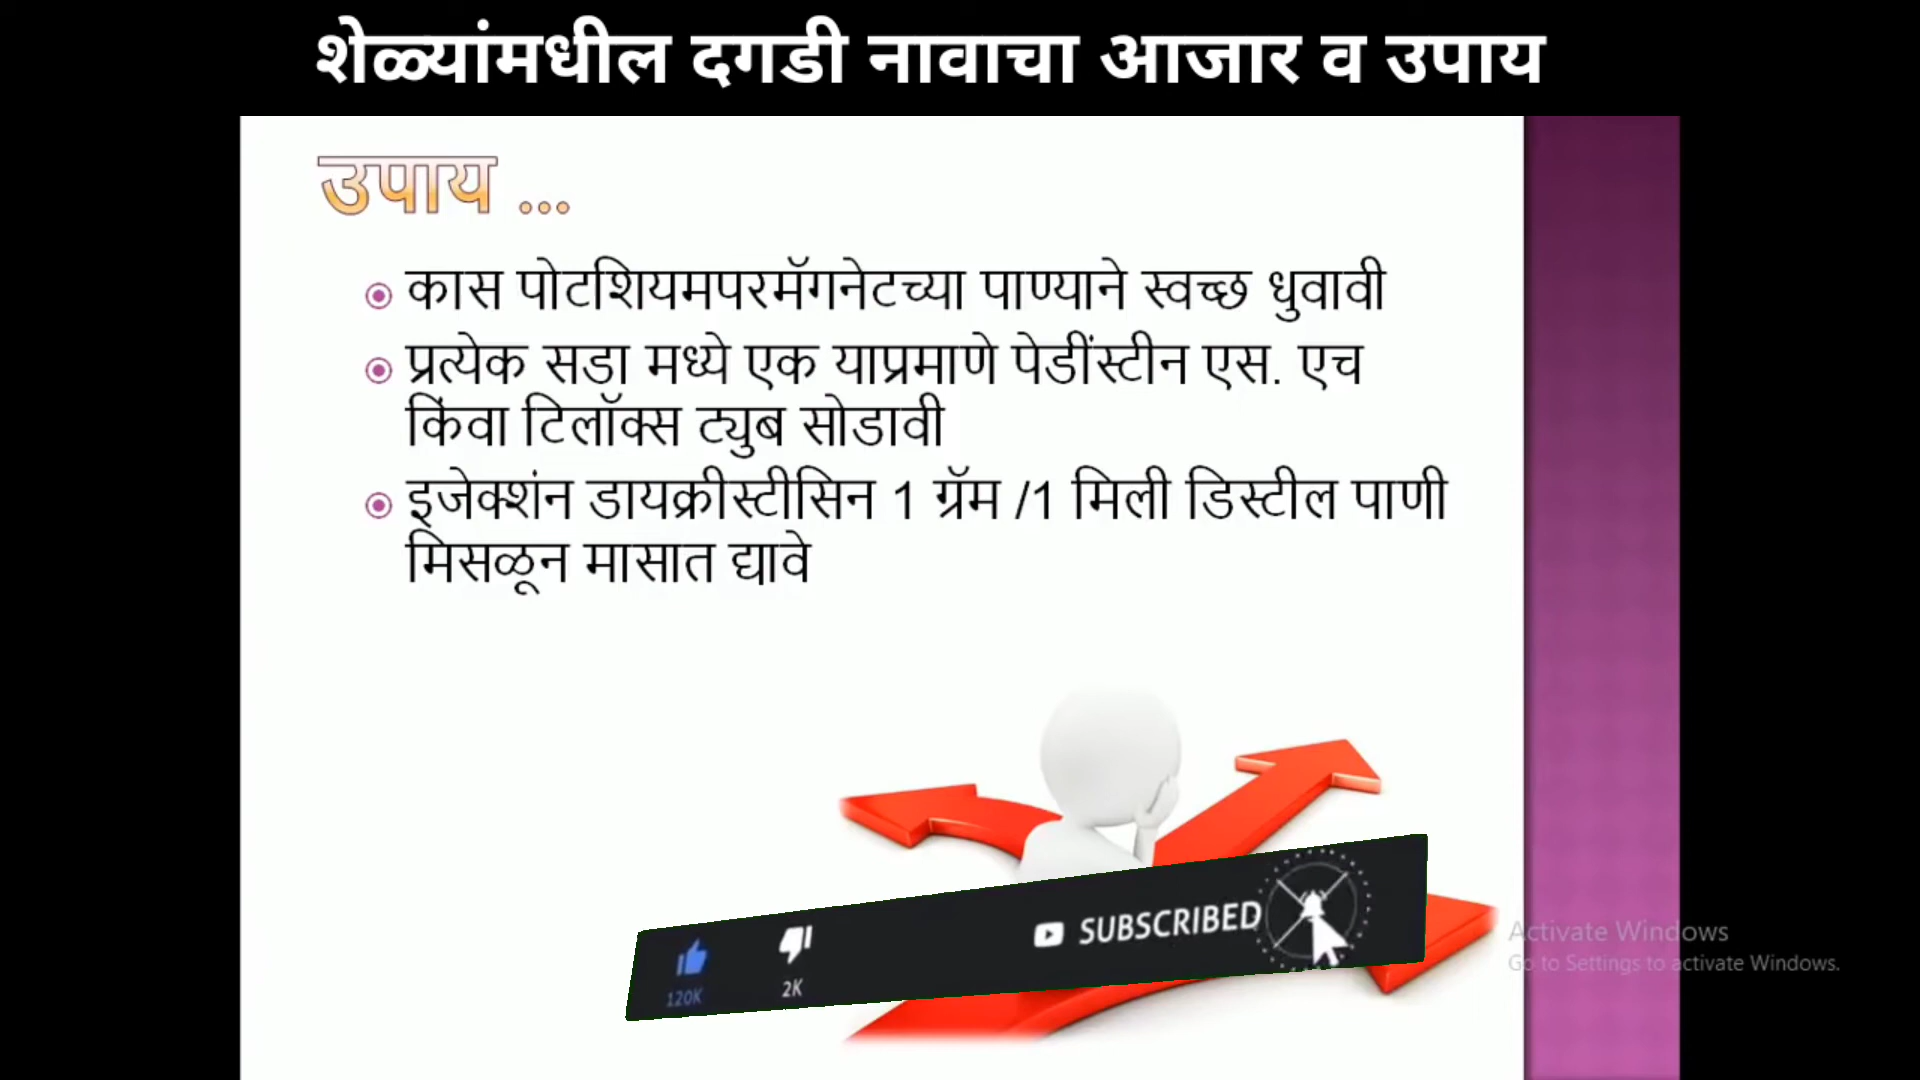 शेळ्यांमधील दगडी नावाचा आजार व उपाय
उपाय ...
कास पोटशियमपरमॅगनेटच्या पाण्याने स्वच्छ धुवावी
प्रत्येक सडा मध्ये एक याप्रमाणे पेडींस्टीन एस. एच
किंवा टिलॉक्स ट्युब सोडावी
इजेक्शंन डायक्रीस्टीसिन 1 ग्रॅम /1 मिली डिस्टील पाणी
मिसळून मासात द्यावे
SUBSCRIBED
120K
2K
Activate Windows
Go to Settings to activate Windows.